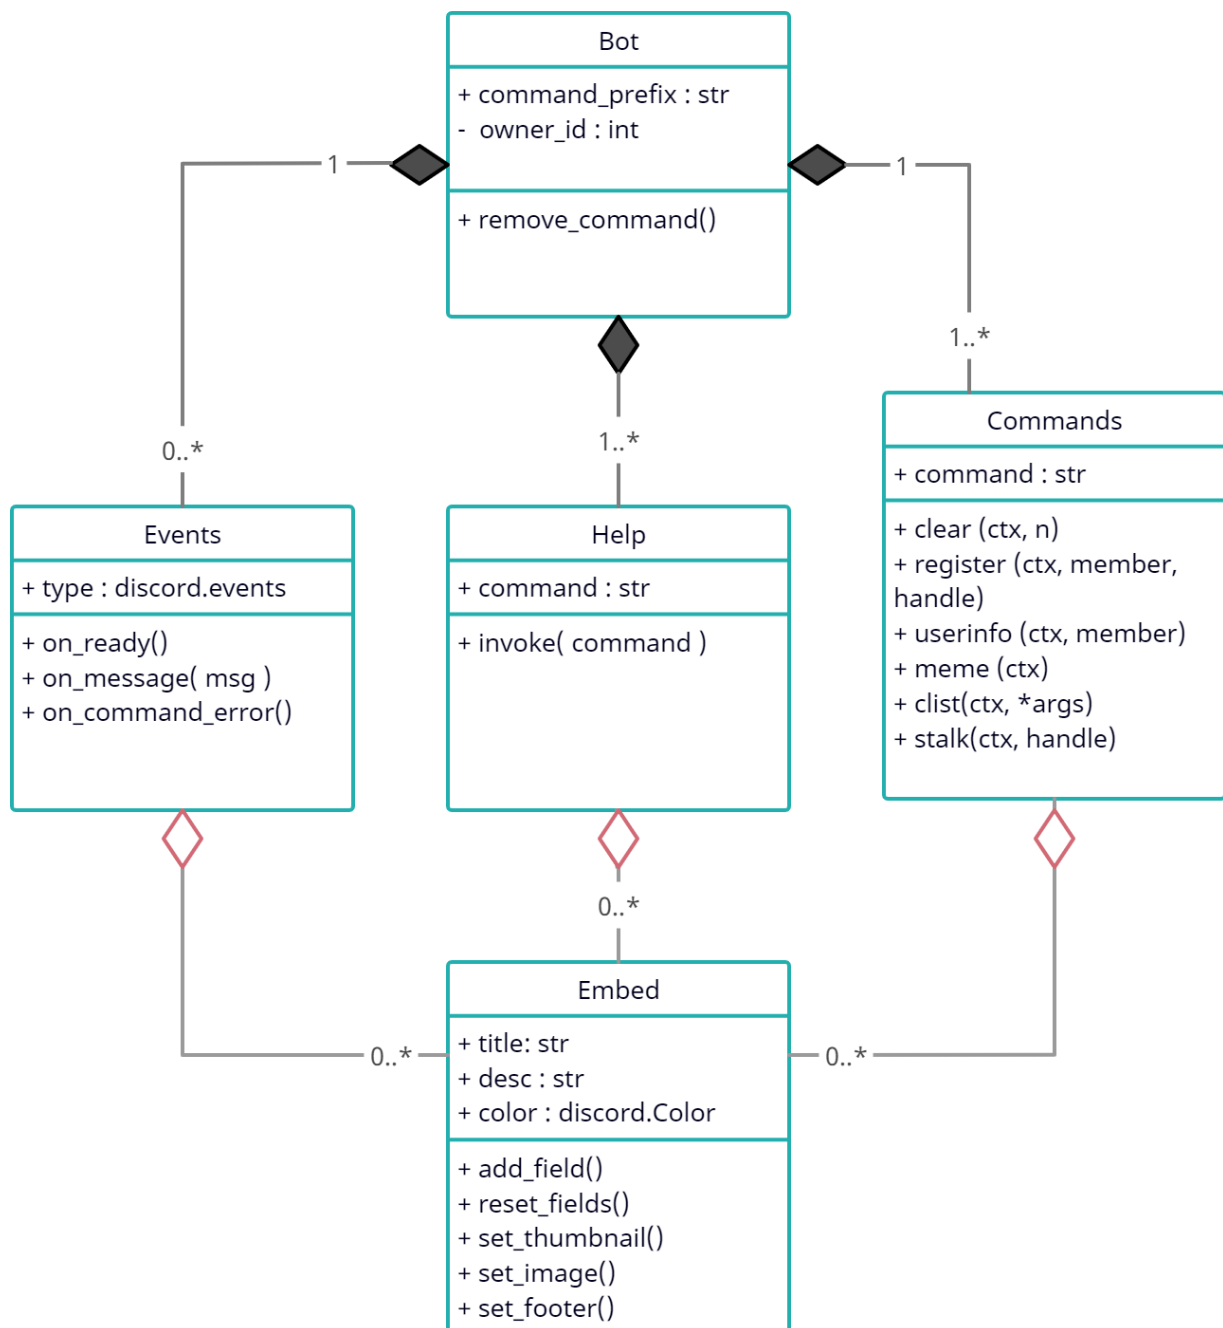 Bot
+ command_prefix : str
- owner_id : int
+ remove_command()
1
1
0..*
1..*
1..*
Events
+ type : discord.events
+ on_ready()
+ on_message( msg )
+ on_command_error()
Help
+ command : str
+ invoke( command )
Commands
+ command : str
+ clear (ctx, n)
+ register (ctx, member,
handle)
+ userinfo (ctx, member)
+ meme (ctx)
+ clist(ctx, *args)
+ stalk(ctx, handle)
0..*
0..*
0..*
Embed
+ title: str
+ desc : str
+ color : discord.Color
+ add_field()
+ reset_fields()
+ set_thumbnail()
+ set_image()
+ set_footer()